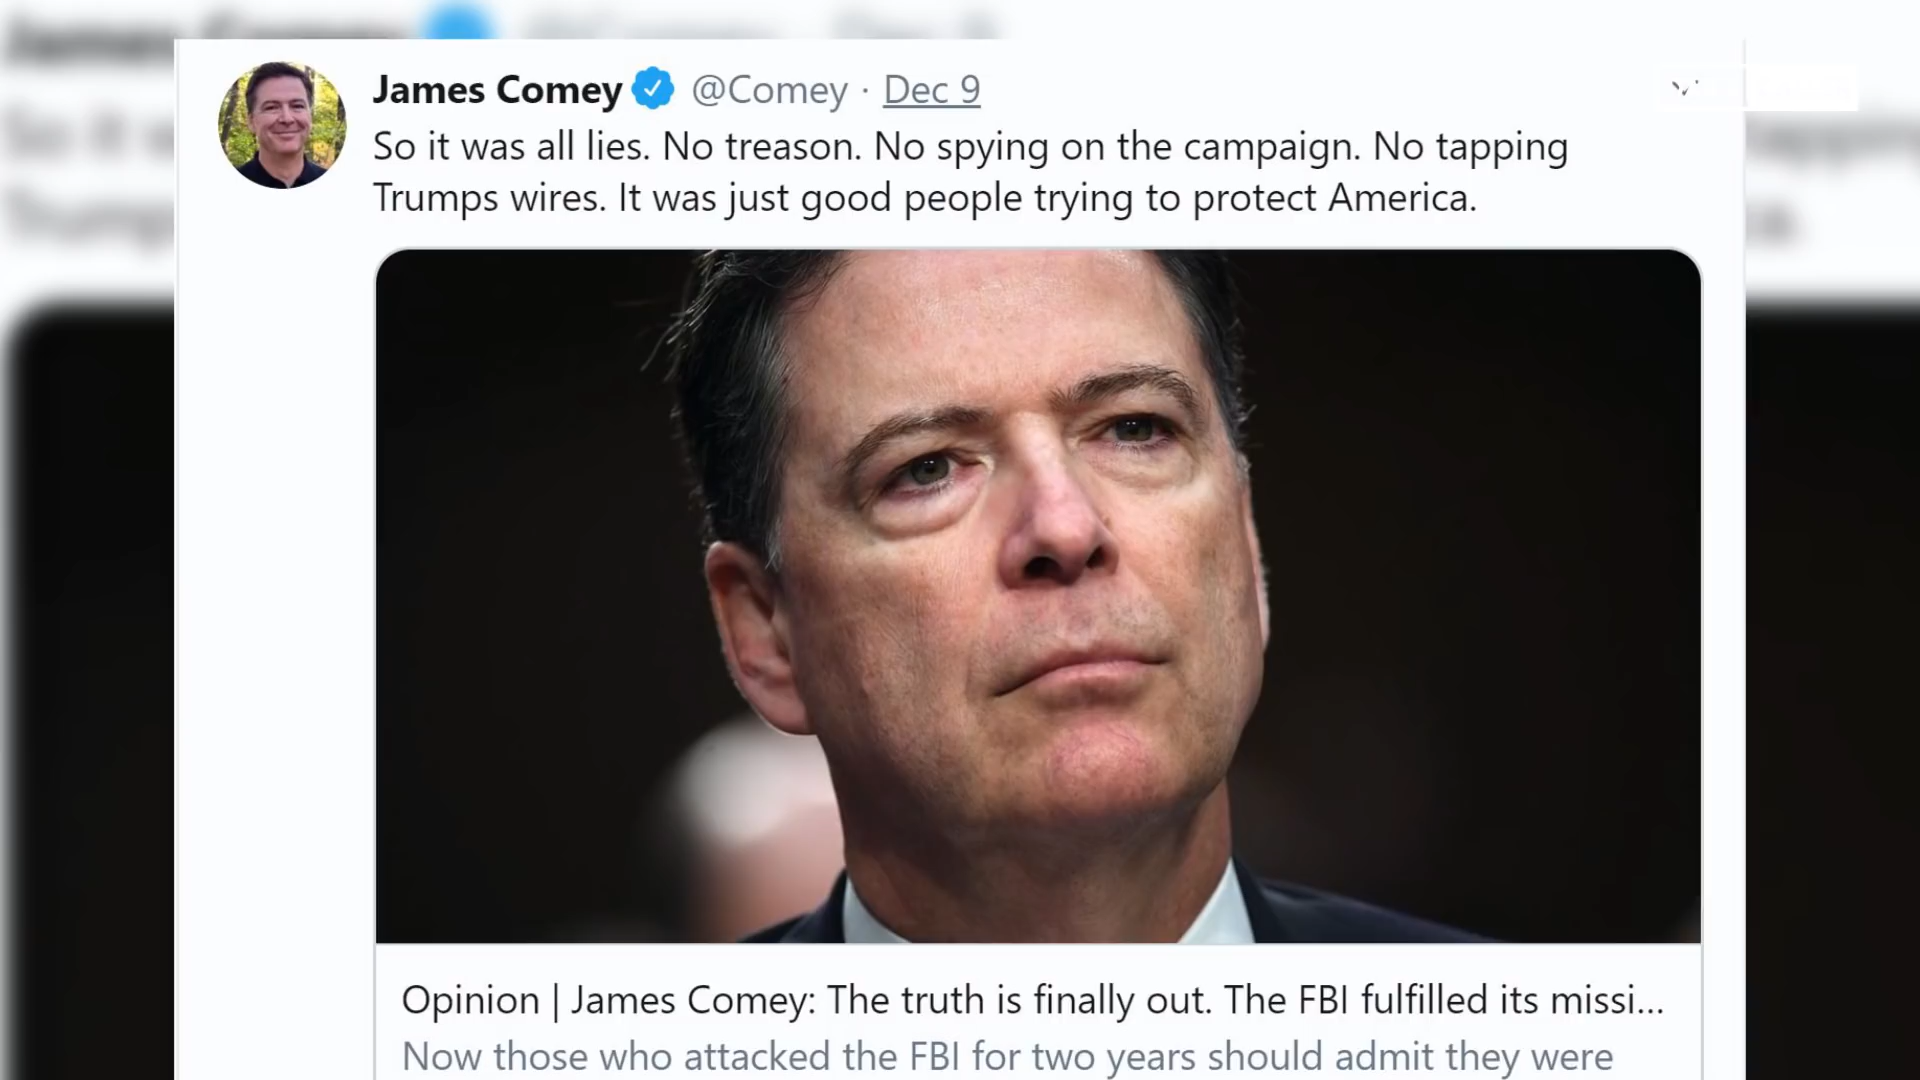 James Comey @Comey · Dec 9
So it was all lies. No treason. No spying on the campaign. No tapping
Trumps wires. It was just good people trying to protect America.
Opinion | James Comey: The truth is finally out. The FBI fulfilled its missi...
Now those who attacked the FBI for two years should admit they were